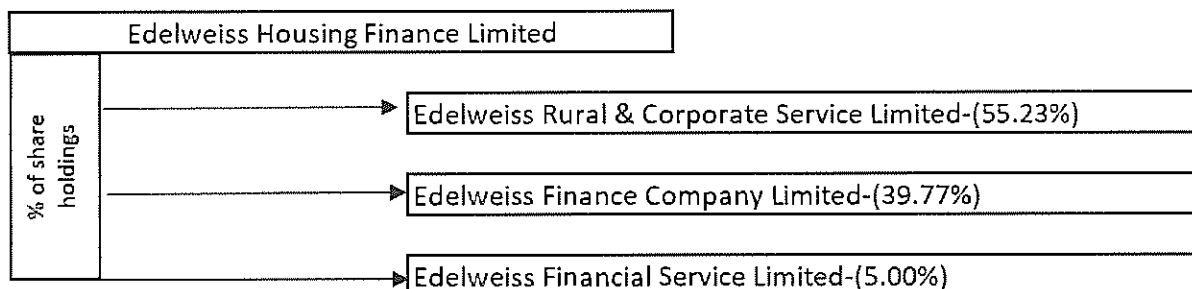 Edelweiss Housing Finance Limited
% of share
holdings
Edelweiss Rural & Corporate Service Limited-(55.23%)
Edelweiss Finance Company Limited-(39.77%)
Edelweiss Financial Service Limited-(5.00%)